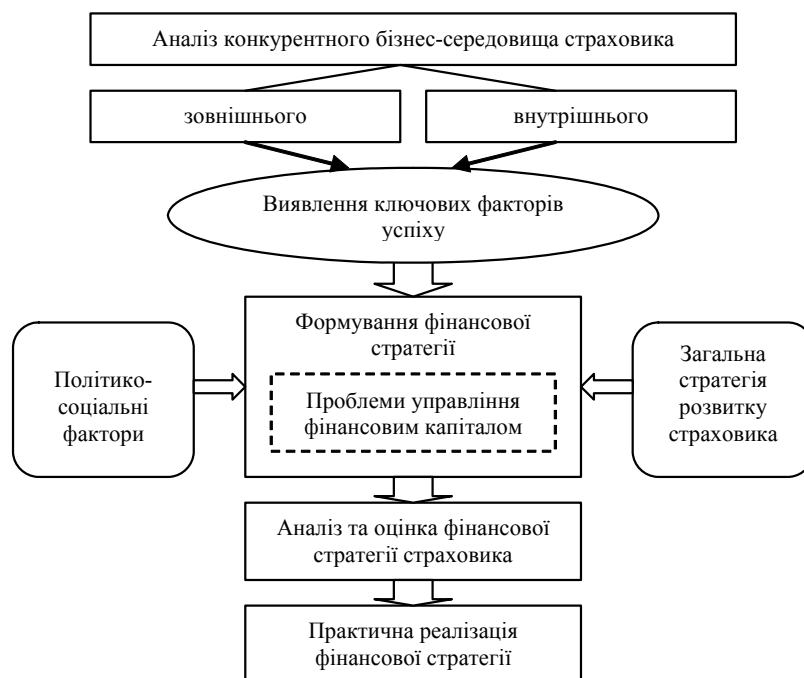 Аналіз конкурентного бізнес-середовища страховика
зовнішнього
внутрішнього
Виявлення ключових факторів
успіху
Формування фінансової
стратегії
Проблеми управління
фінансовим капіталом
Політико-
соціальні
фактори
Загальна
стратегія
розвитку
страховика
Аналіз та оцінка фінансової
стратегії страховика
Практична реалізація
фінансової стратегії